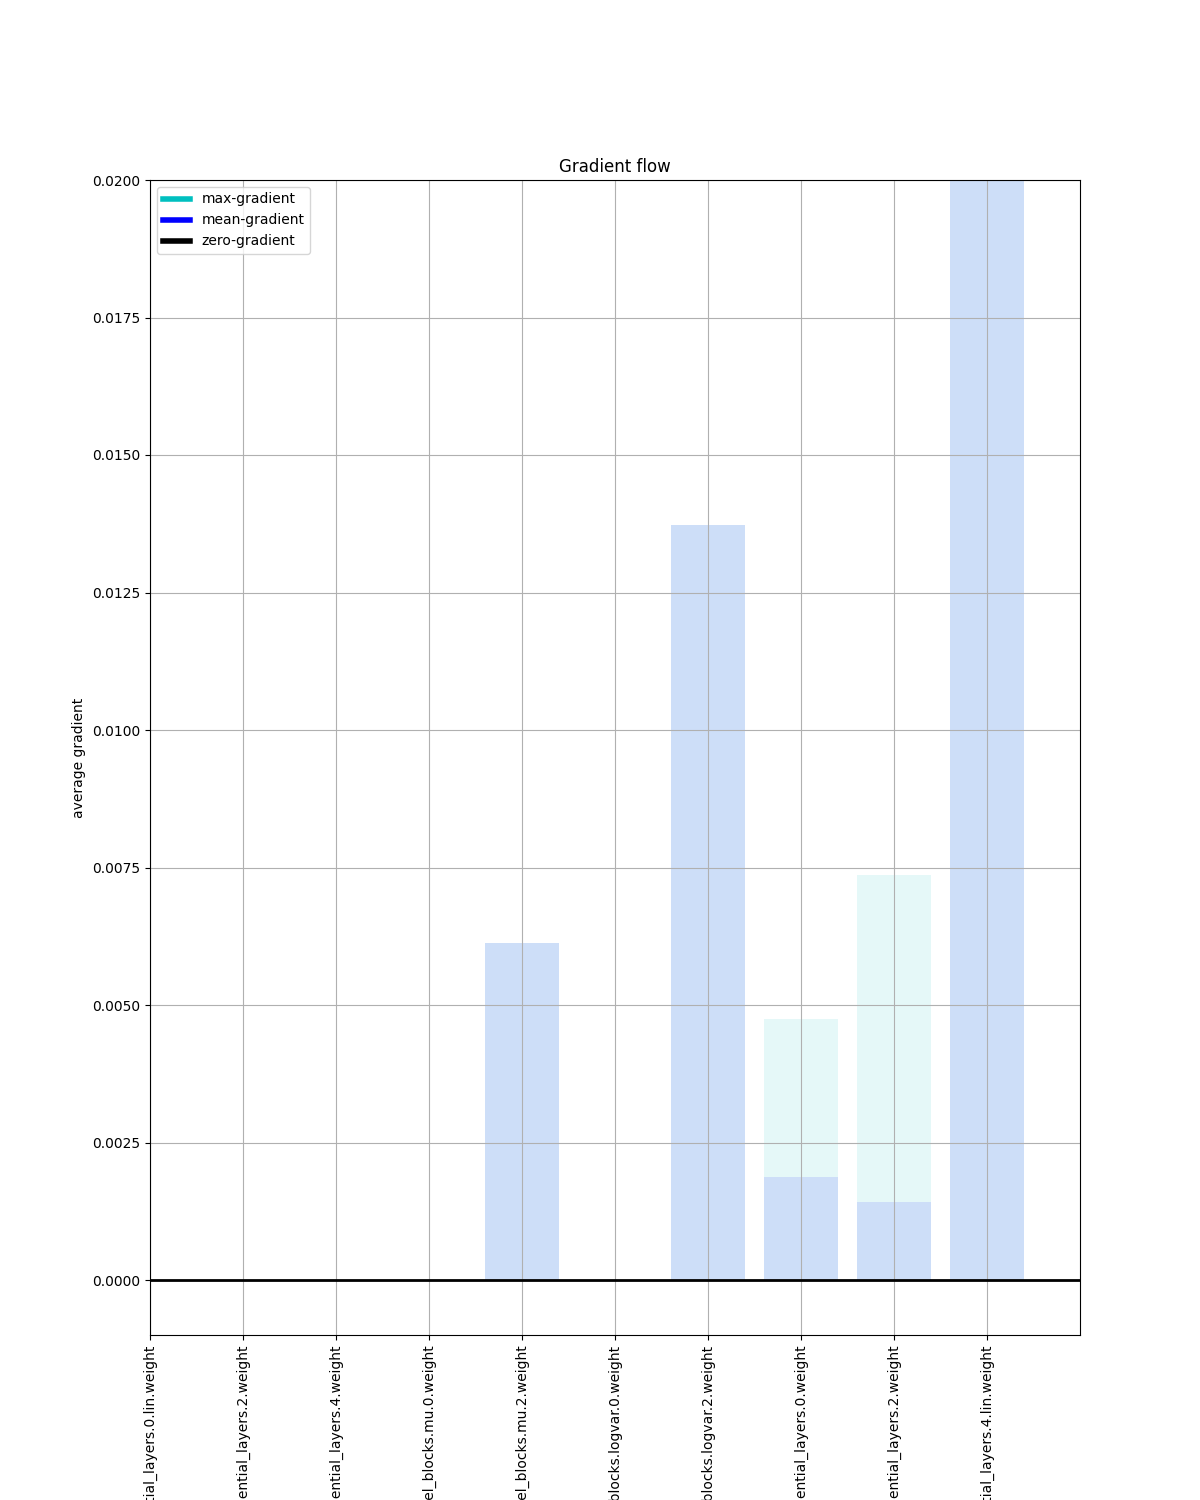 Gradient flow
max-gradient
mean-gradient
zero-gradient
0.0200
0.0175
0.0150
0.0125
0.0100
0.0075
0.0050
0.0025
0.0000
average gradient
tial_layers.0.lin.weight
ential_layers.2.weight
ential_layers.4.weight
el_blocks.mu.0.weight
el_blocks.mu.2.weight
blocks.logvar.0.weight
blocks.logvar.2.weight
ential_layers.0.weight
ential_layers.2.weight
tial_layers.4.lin.weight